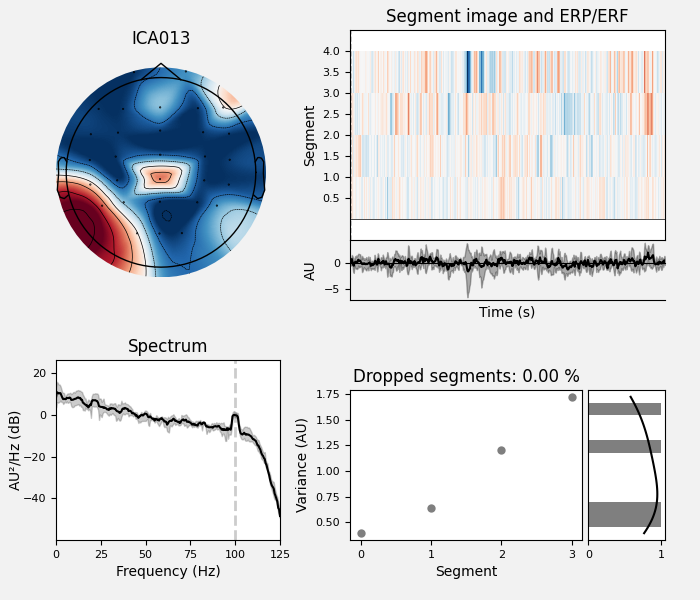 ICA013
Segment image and ERP/ERF
4.0
3.5
3.0
2.5
2.0
1.5
1.0
0.5
Segment
0
−5
AU
Time (s)
Spectrum
20
0
−20
−40
AU²/Hz (dB)
0 25 50 75 100 125
Frequency (Hz)
Dropped segments: 0.00 %
1.75
1.50
1.25
1.00
0.75
0.50
Variance (AU)
0 1 2 3
Segment
0 1